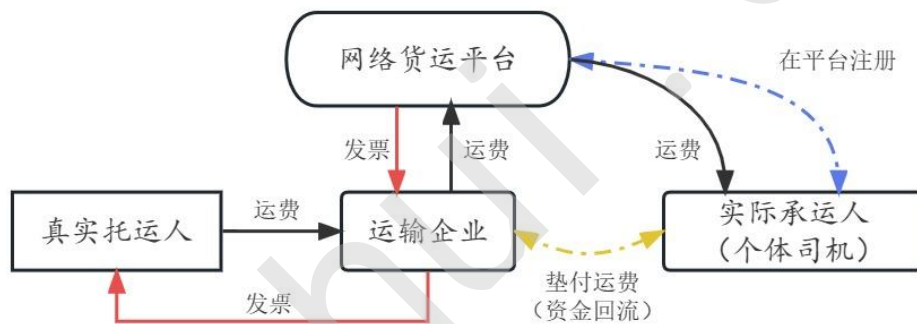 网络货运平台
在平台注册
发票
运费
运费
真实托运人
运费
运输企业
实际承运人
（个体司机）
发票
垫付运费
（资金回流）